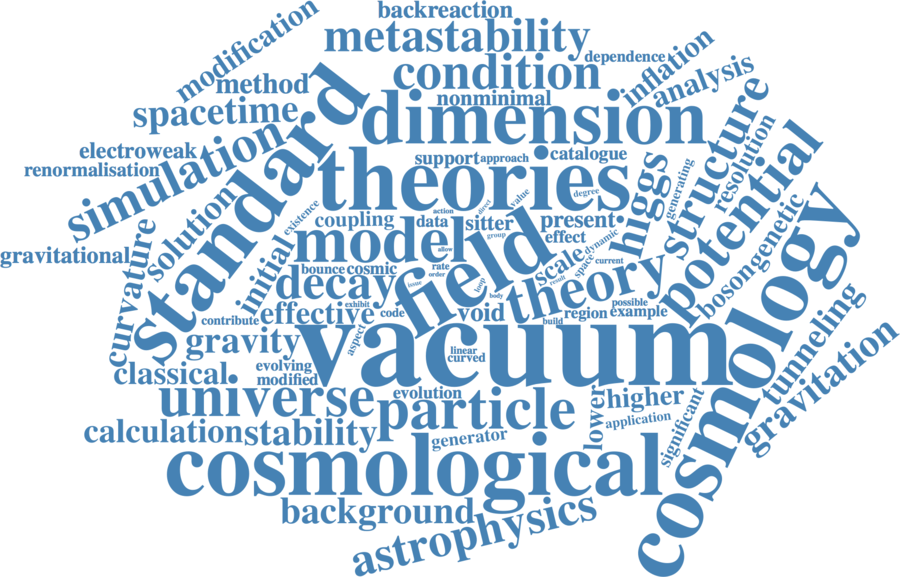 backreaction
modification
metastability
dependence
inflation
method
condition
analysis
nonminimal
spacetime
dimension
standard
structure
electroweak
simulation
renormalisation
support
approach
catalogue
resolution
theories
higgs
generating
potential
degree
value
direct
solution
existence
coupling
action
data
sitter
present
genetic
model
field
group
effect
dynamic
allow
gravitational
curvature
initial
bounce
cosmic
rate
order
scale
space
current
boson
cosmology
decay
issue
loop
result
theory
exhibit
body
contribute
effective
code
void
region
possible
example
build
gravity
aspect
vacuum
linear
curved
tunneling
classical
evolving
modified
gravitation
universe
evolution
particle
lower
higher
application
significant
calculation
stability
generator
cosmological
background
astrophysics